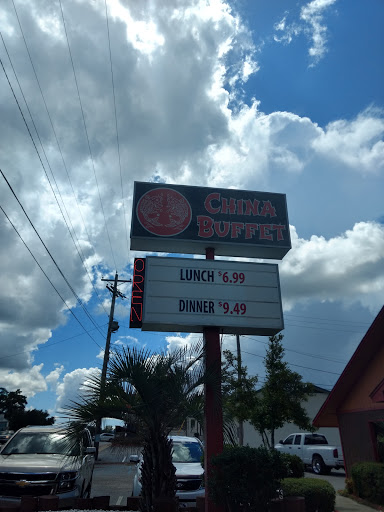 CHINA
BUFFET
OPEN
LUNCH $6.99
DINNER $9.49